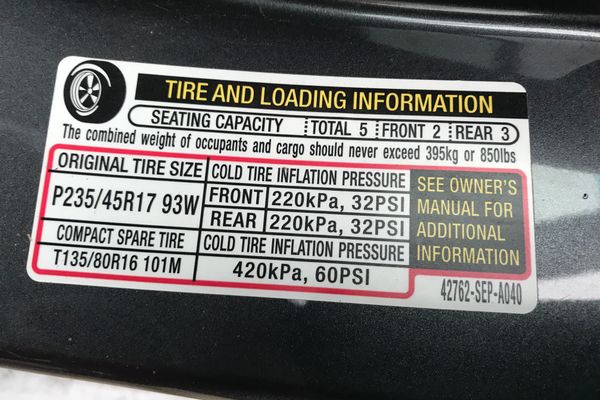 TIRE AND LOADING INFORMATION
SEATING CAPACITY TOTAL 5 FRONT 2 REAR 3
The combined weight of occupants and cargo should never exceed 395kg or 850lbs
ORIGINAL TIRE SIZE COLD TIRE INFLATION PRESSURE
P235/45R17 93W
FRONT 220kPa, 32PSI
REAR 220kPa, 32PSI
COMPACT SPARE TIRE COLD TIRE INFLATION PRESSURE
T135/80R16 101M 420kPa, 60PSI
SEE OWNER'S
MANUAL FOR
ADDITIONAL
INFORMATION
42762-SEP-A040